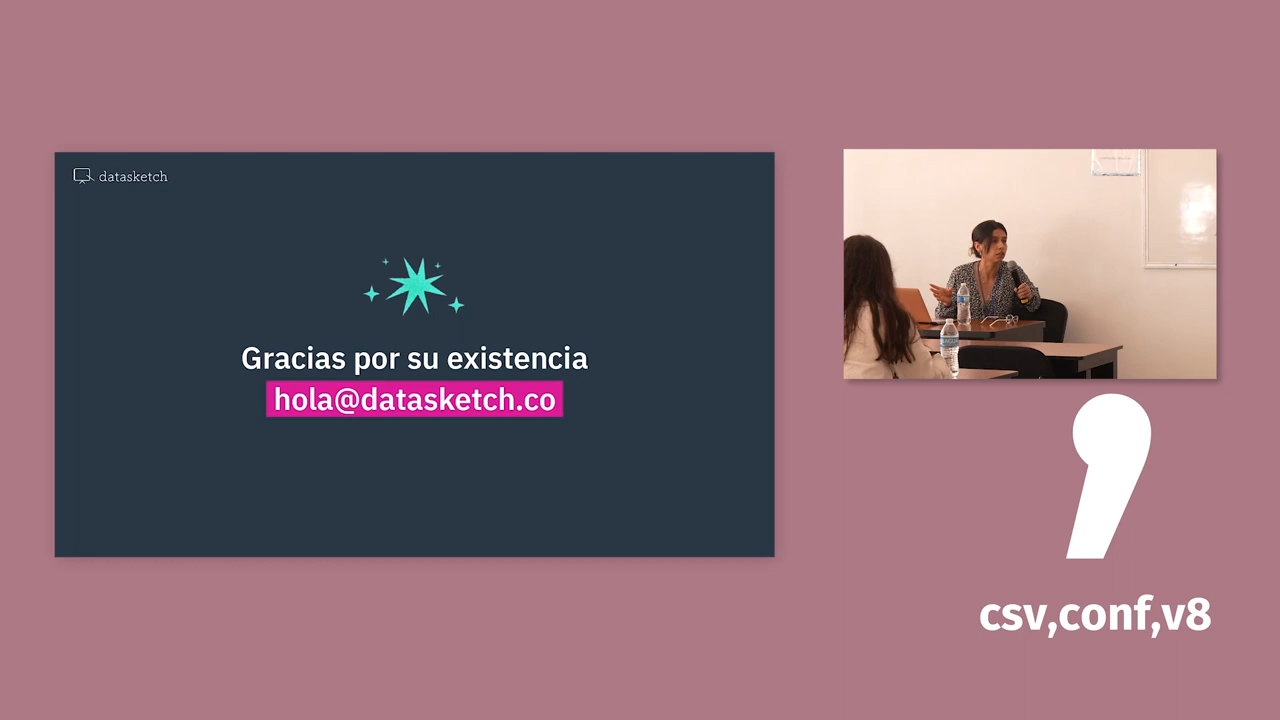 datasketch
Gracias por su existencia
hola@datasketch.co
csv,conf,v8